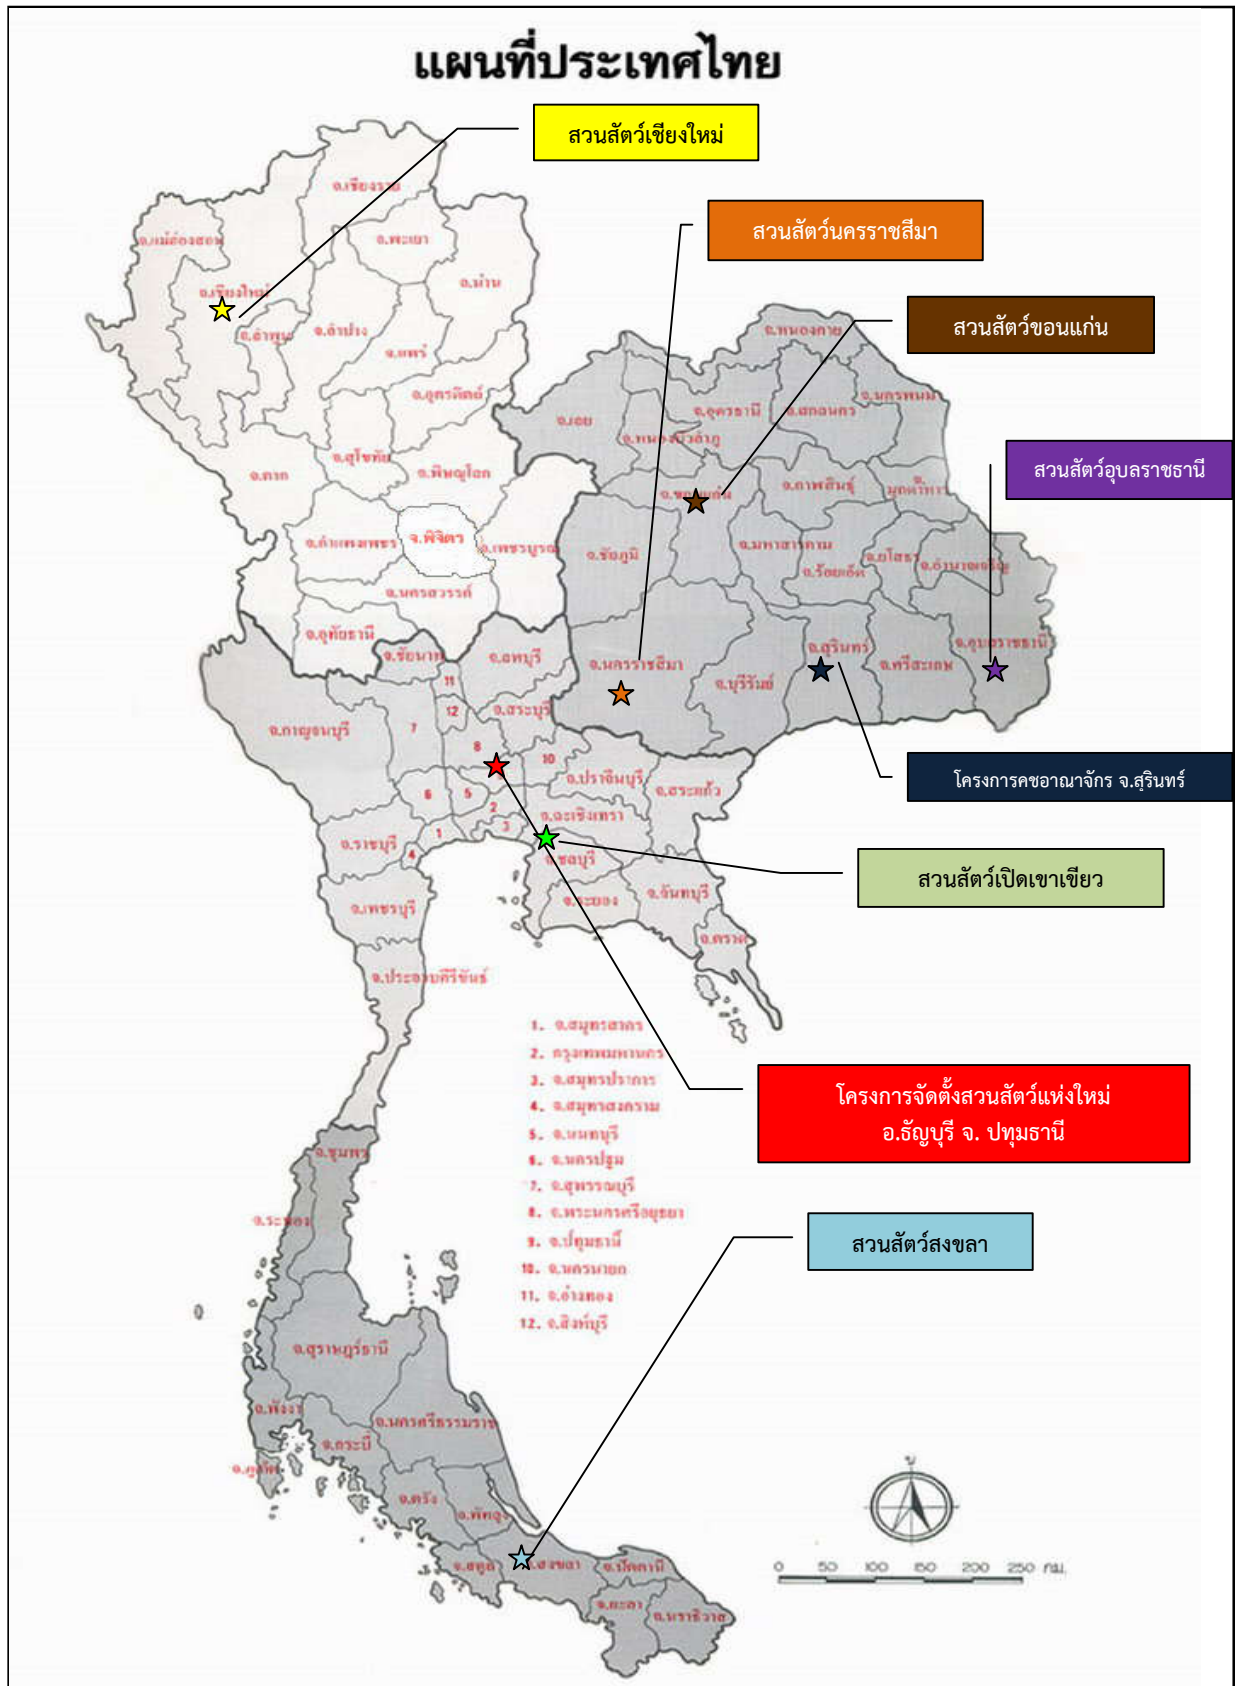 แผนที่ประเทศไทย
สวนสัตว์เชียงใหม่
สวนสัตว์นครราชสีมา
สวนสัตว์ขอนแก่น
สวนสัตว์อุบลราชธานี
โครงการคชอาณาจักร จ.สุรินทร์
สวนสัตว์เปิดเขาเขียว
โครงการจัดตั้งสวนสัตว์แห่งใหม่
อ.ธัญบุรี จ. ปทุมธานี
สวนสัตว์สงขลา
จ.เชียงราย
จ.แม่ฮ่องสอน
จ.พะเยา
จ.น่าน
จ.เชียงใหม่
จ.ลำพูน
จ.ลำปาง
จ.แพร่
จ.อุตรดิตถ์
จ.สุโขทัย
จ.ตาก
จ.พิษณุโลก
จ.กำแพงเพชร
จ.พิจิตร
จ.เพชรบูรณ์
จ.นครสวรรค์
จ.อุทัยธานี
จ.หนองคาย
จ.เลย
จ.หนองบัวลำภู
จ.อุดรธานี
จ.สกลนคร
จ.นครพนม
จ.ขอนแก่น
จ.กาฬสินธุ์
จ.มุกดาหาร
จ.ชัยภูมิ
จ.มหาสารคาม
จ.ร้อยเอ็ด
จ.ยโสธร
จ.อำนาจเจริญ
จ.นครราชสีมา
จ.บุรีรัมย์
จ.สุรินทร์
จ.ศรีสะเกษ
จ.อุบลราชธานี
จ.ชัยนาท
จ.ลพบุรี
11
12
จ.สระบุรี
จ.กาญจนบุรี
7
8
10
จ.ปราจีนบุรี
จ.สระแก้ว
6
5
2
จ.ฉะเชิงเทรา
1
3
จ.ราชบุรี
4
จ.ชลบุรี
จ.เพชรบุรี
จ.ระยอง
จ.จันทบุรี
จ.ตราด
จ.ประจวบคีรีขันธ์
1. จ.สมุทรสาคร
2. กรุงเทพมหานคร
3. จ.สมุทรปราการ
4. จ.สมุทรสงคราม
5. จ.นนทบุรี
6. จ.นครปฐม
7. จ.สุพรรณบุรี
8. จ.พระนครศรีอยุธยา
9. จ.ปทุมธานี
10. จ.นครนายก
11. จ.อ่างทอง
12. จ.สิงห์บุรี
จ.ชุมพร
จ.ระนอง
จ.สุราษฎร์ธานี
จ.พังงา
จ.นครศรีธรรมราช
จ.กระบี่
จ.ภูเก็ต
จ.ตรัง
จ.พัทลุง
จ.สตูล
จ.สงขลา
จ.ปัตตานี
จ.ยะลา
จ.นราธิวาส
0 50 100 150 200 250 กม.